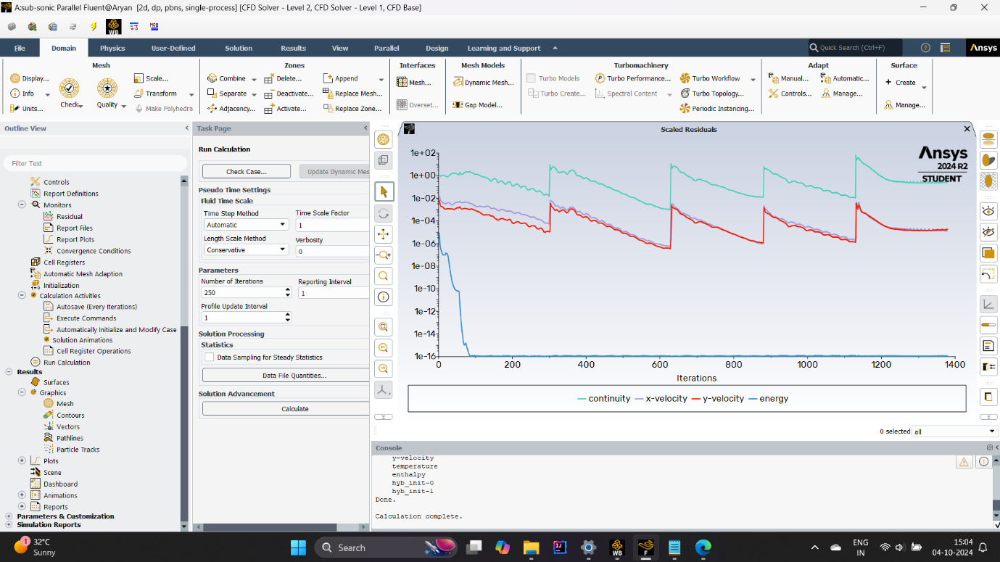 A:sub-sonic Parallel Fluent@Aryan [2d, dp, pbns, single-process] [CFD Solver - Level 2, CFD Solver - Level 1, CFD Base]
WB
File Domain Physics User-Defined Solution Results View Parallel Design Learning and Support Quick Search (Ctrl+F) Ansys
Mesh Zones Interfaces Mesh Models Turbomachinery Adapt Surface
Display... Scale... Combine Delete... Append Mesh... Dynamic Mesh... Turbo Models Turbo Performance... Turbo Workflow Manual... Automatic... Create
Info Check Quality Transform Separate Deactivate... Replace Mesh... Turbo Create... Spectral Content Turbo Topology... Controls... Manage...
Units... Make Polyhedra Adjacency... Activate... Replace Zone... Overset... Gap Model... Periodic Instancing... Manage...
Outline View
Filter Text
Controls
Report Definitions
Monitors
Residual
Report Files
Report Plots
Convergence Conditions
Cell Registers
Automatic Mesh Adaption
Initialization
Calculation Activities
Autosave (Every Iterations)
Execute Commands
Automatically Initialize and Modify Case
Solution Animations
Cell Register Operations
Run Calculation
Results
Surfaces
Graphics
Mesh
Contours
Vectors
Pathlines
Particle Tracks
Plots
Scene
Dashboard
Animations
Reports
Parameters & Customization
Simulation Reports
Task Page
Run Calculation
Check Case... Update Dynamic Mes
Pseudo Time Settings
Fluid Time Scale
Time Step Method Time Scale Factor
Automatic 1
Length Scale Method Verbosity
Conservative 0
Parameters
Number of Iterations Reporting Interval
250 1
Profile Update Interval
1
Solution Processing
Statistics
Data Sampling for Steady Statistics
Data File Quantities...
Solution Advancement
Calculate
Scaled Residuals
Ansys
2024 R2
STUDENT
1e+02
1e+00
1e-02
1e-04
1e-06
1e-08
1e-10
1e-12
1e-14
1e-16
0 200 400 600 800 1000 1200 1400
Iterations
continuity x-velocity y-velocity energy
0 selected all
Console
y-velocity
temperature
enthalpy
hyb_init-0
hyb_init-1
Done.
Calculation complete.
1
32°C
Sunny
Search
WB
F
ENG
IN
15:04
04-10-2024